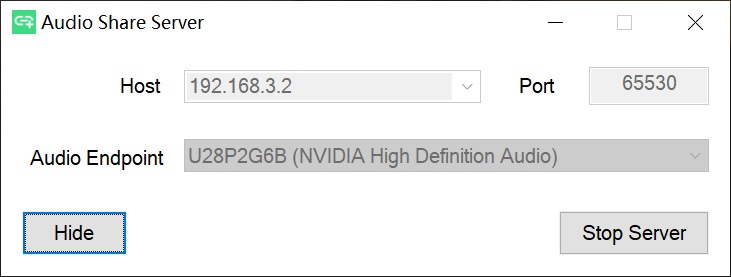 Audio Share Server
Host 192.168.3.2 Port 65530
Audio Endpoint U28P2G6B (NVIDIA High Definition Audio)
Hide Stop Server